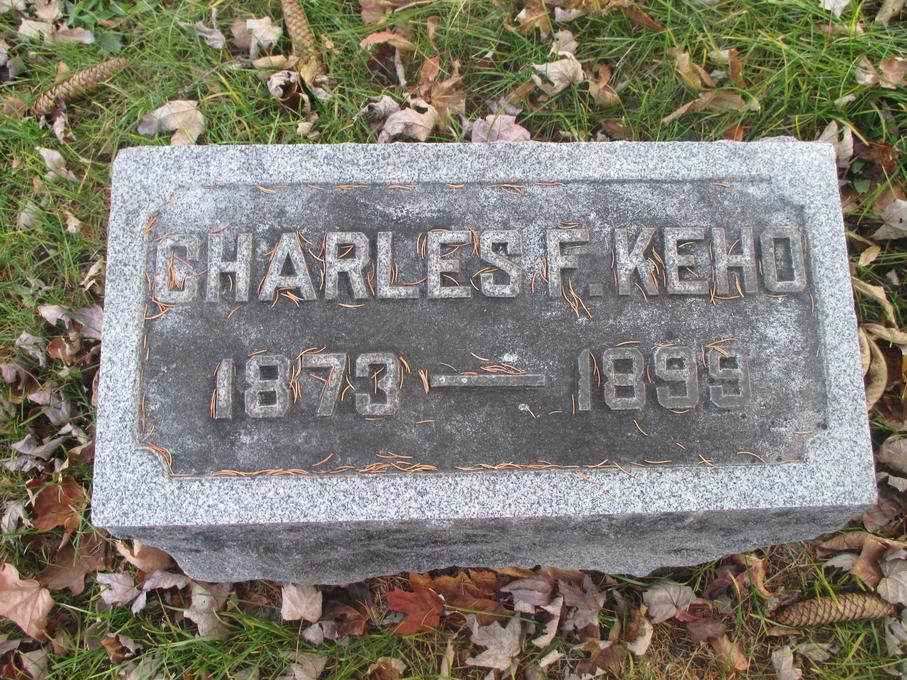 CHARLES F. KEHO
1873 — 1899